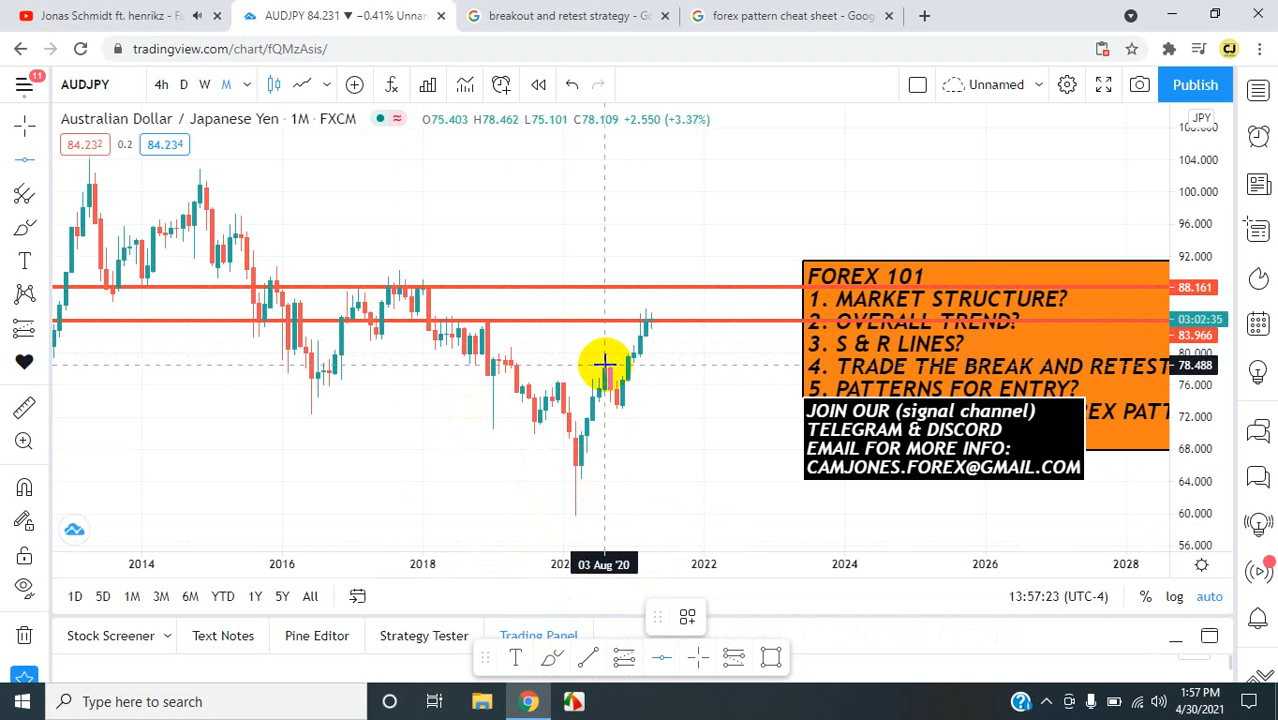 Jonas Schmidt ft. henrikz - Fa
AUDJPY 84.231 ▼ −0.41% Unnan
breakout and retest strategy - Go
forex pattern cheat sheet - Goog
tradingview.com/chart/fQMzAsis/
CJ
11
AUDJPY
4h D W M
Unnamed
Publish
Australian Dollar / Japanese Yen · 1M · FXCM
O75.403 H78.462 L75.101 C78.109 +2.550 (+3.37%)
JPY
84.232 0.2 84.234
104.000
100.000
96.000
92.000
88.161
03:02:35
83.966
80.000
78.488
76.000
72.000
68.000
64.000
60.000
56.000
FOREX 101
1. MARKET STRUCTURE?
2. OVERALL TREND?
3. S & R LINES?
4. TRADE THE BREAK AND RETEST
5. PATTERNS FOR ENTRY?
REX PATT
JOIN OUR (signal channel)
TELEGRAM & DISCORD
EMAIL FOR MORE INFO:
CAMJONES.FOREX@GMAIL.COM
2014 2016 2018 03 Aug '20 2022 2024 2026 2028
1D 5D 1M 3M 6M YTD 1Y 5Y All
13:57:23 (UTC-4)
% log auto
Stock Screener Text Notes Pine Editor Strategy Tester Trading Panel
Type here to search
1:57 PM
4/30/2021